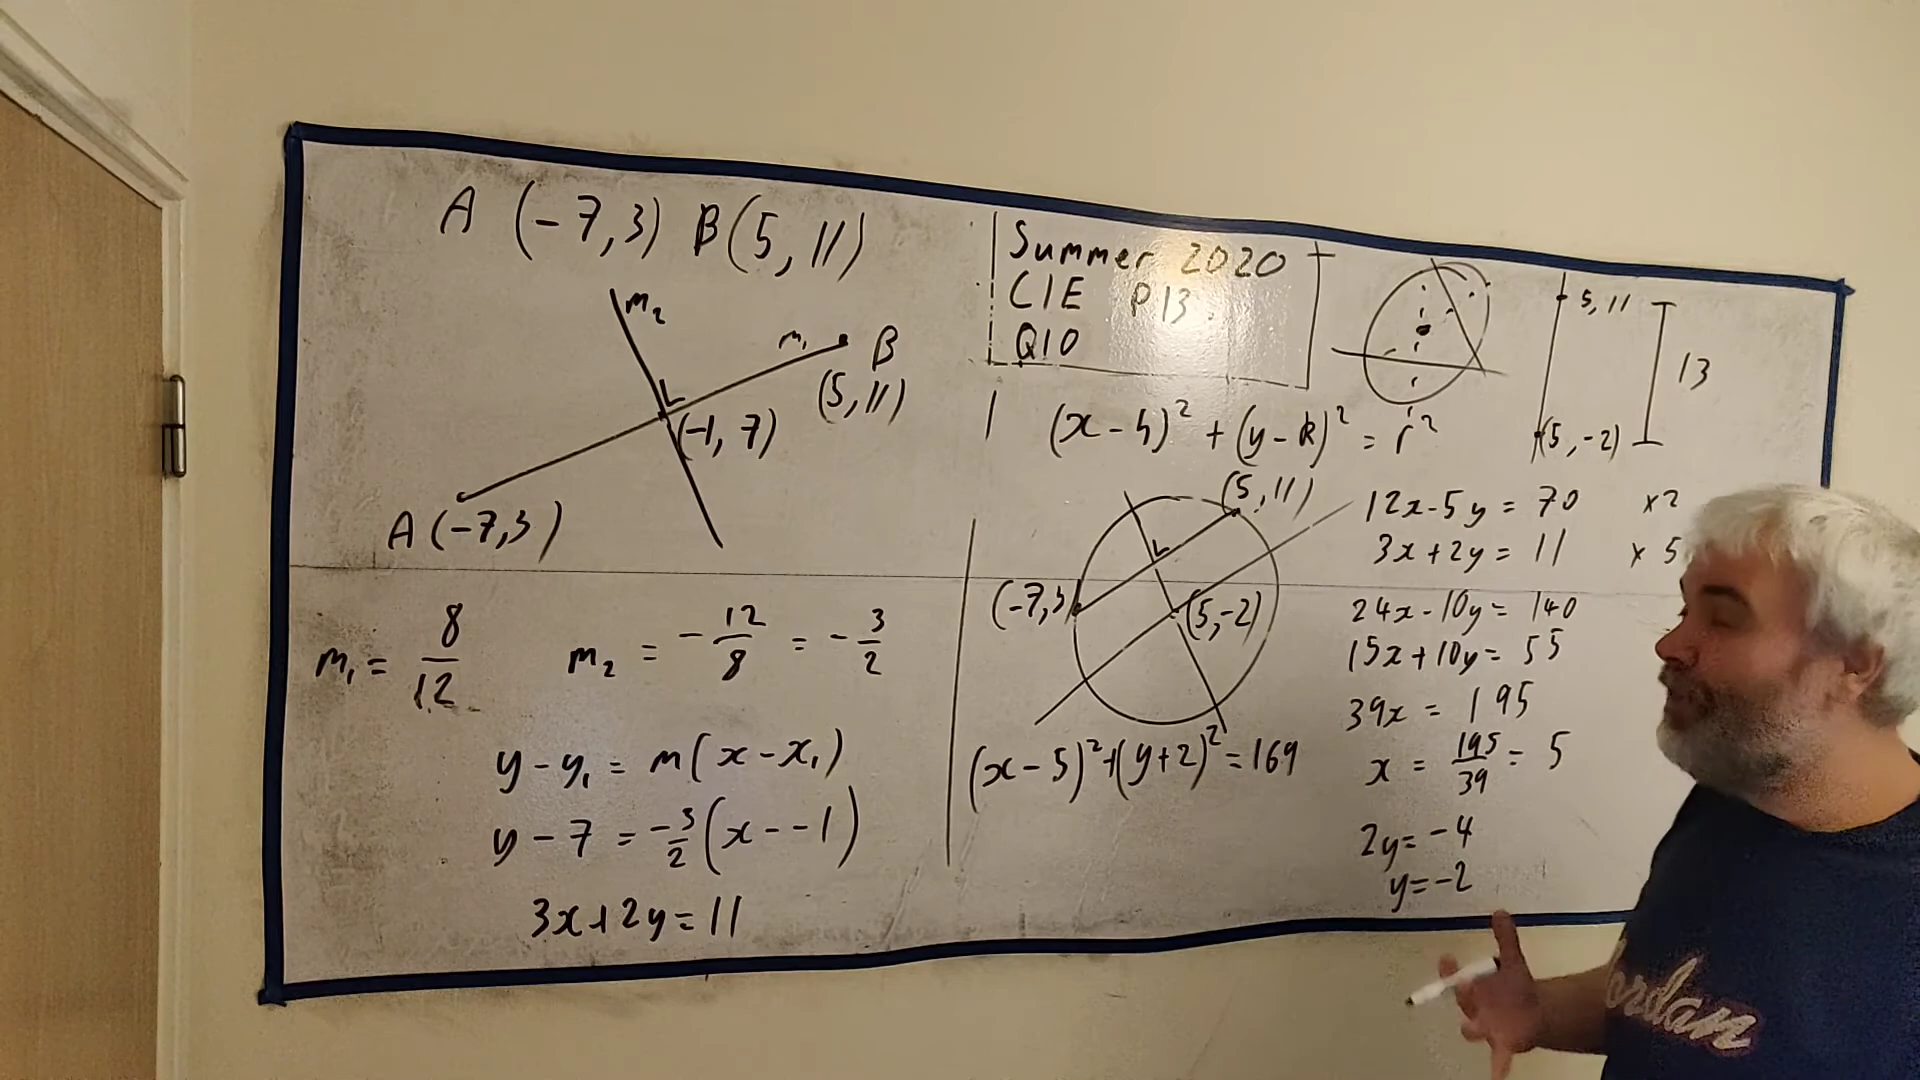 A (-7,3) B(5,11)
m₂
m₁
B
(5,11)
(-1,7)
A(-7,3)
m₁ = 8/12
m₂ = -12/8 = -3/2
y-y₁ = m(x-x₁)
y-7 = -3/2(x--1)
3x+2y=11
Summer 2020
CIE P13
Q10
5,11
13
(5,-2)
(x-h)²+(y-k)²=r²
(5,11)
(-7,3)
(5,-2)
(x-5)²+(y+2)²=169
12x-5y=70 x2
3x+2y=11 x5
24x-10y=140
15x+10y=55
39x=195
x=195/39=5
2y=-4
y=-2